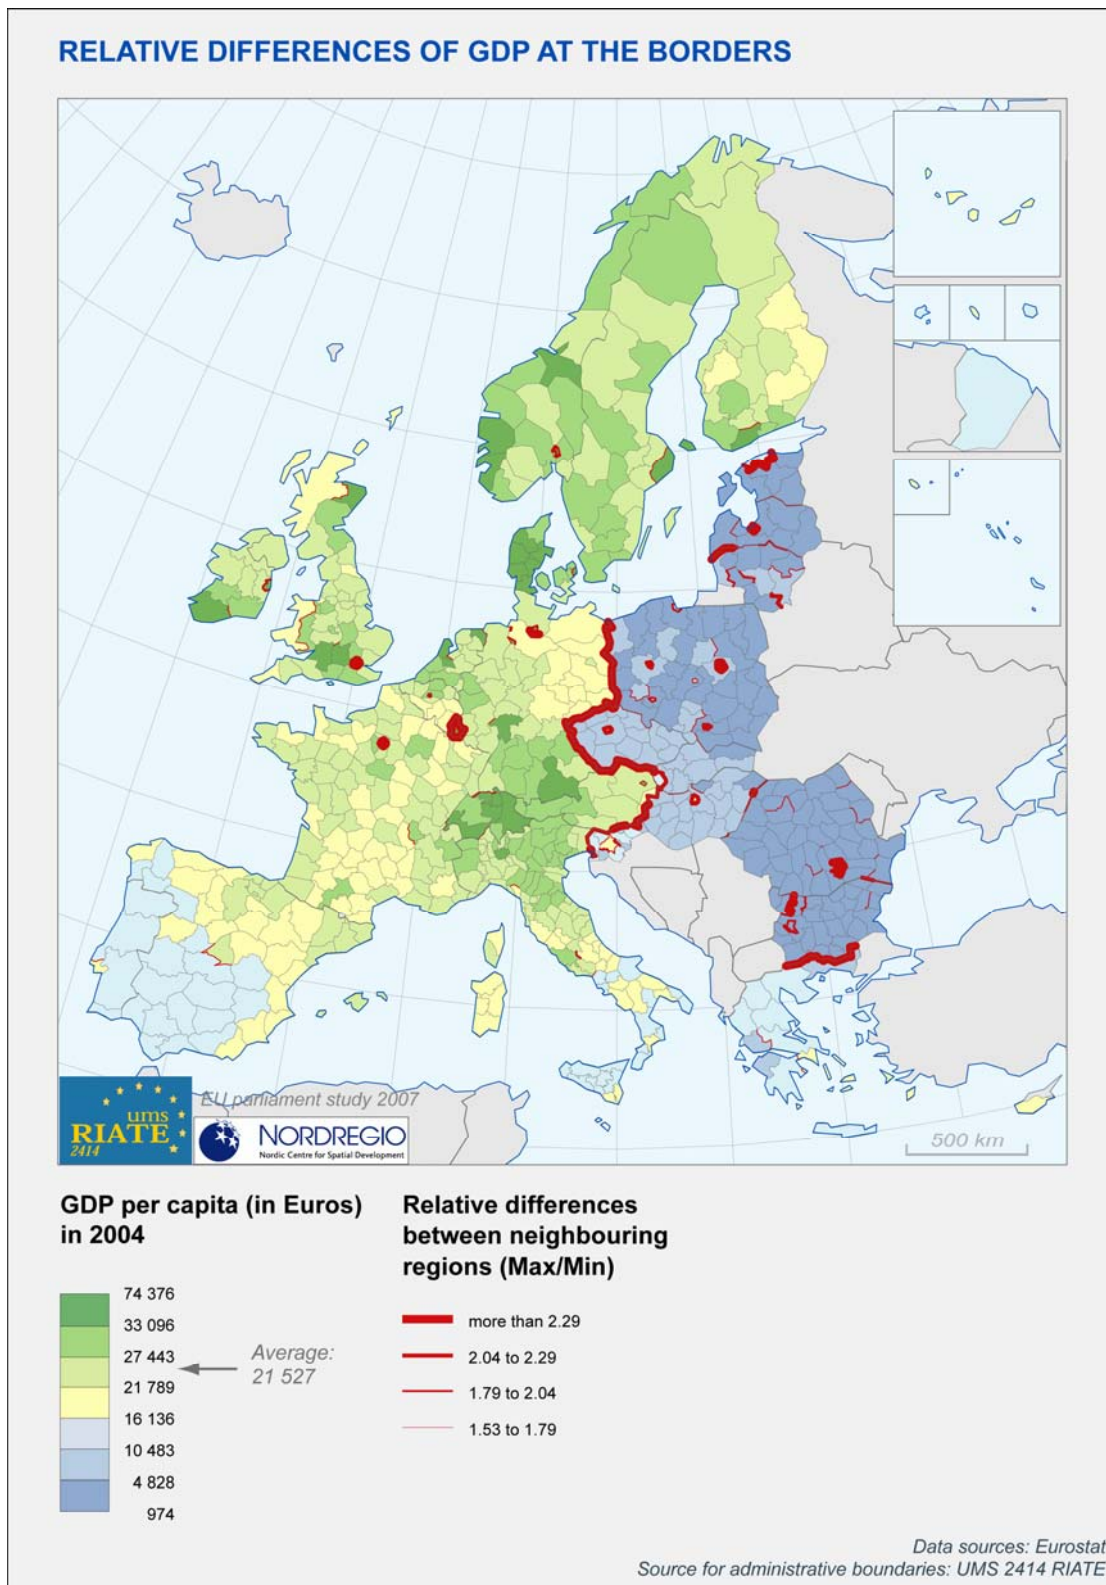 RELATIVE DIFFERENCES OF GDP AT THE BORDERS
EU parliament study 2007
ums
RIATE
2414
NORDREGIO
Nordic Centre for Spatial Development
500 km
GDP per capita (in Euros)
in 2004
74 376
33 096
27 443
21 789
16 136
10 483
4 828
974
Average:
21 527
Relative differences
between neighbouring
regions (Max/Min)
more than 2.29
2.04 to 2.29
1.79 to 2.04
1.53 to 1.79
Data sources: Eurostat
Source for administrative boundaries: UMS 2414 RIATE